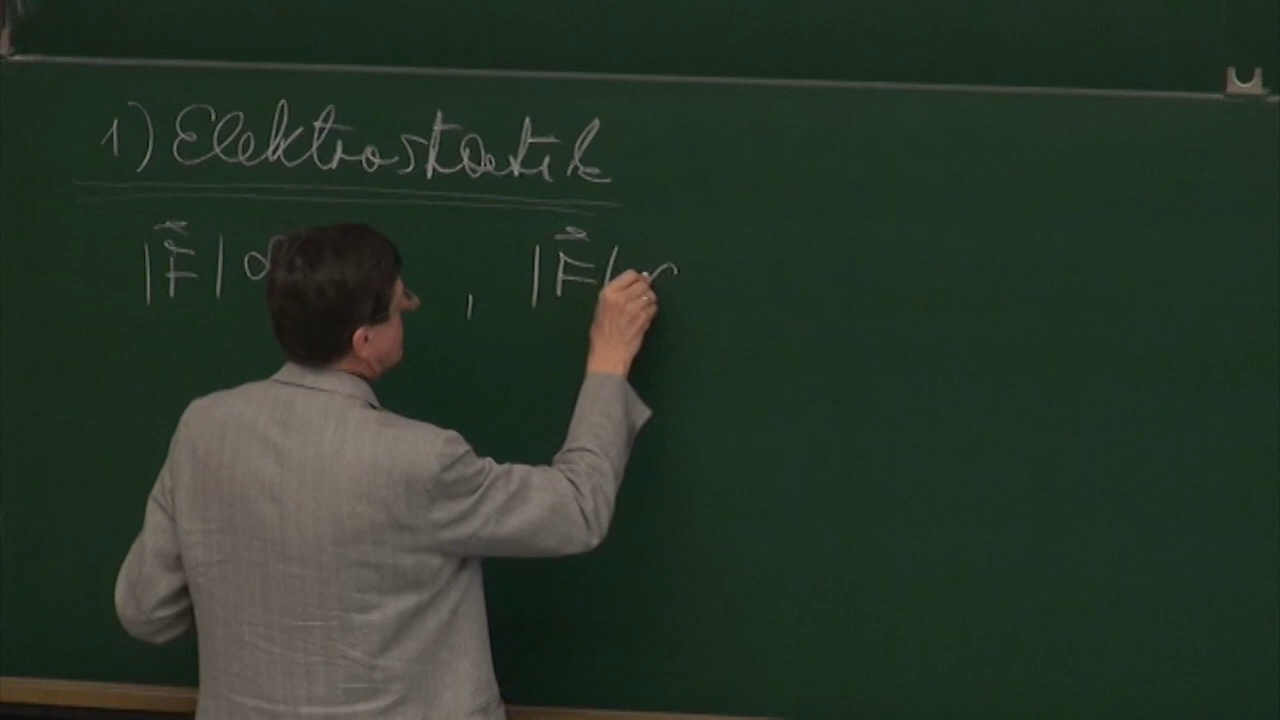 1) Elektrostatik
|F⃗| ∝ , |F⃗|